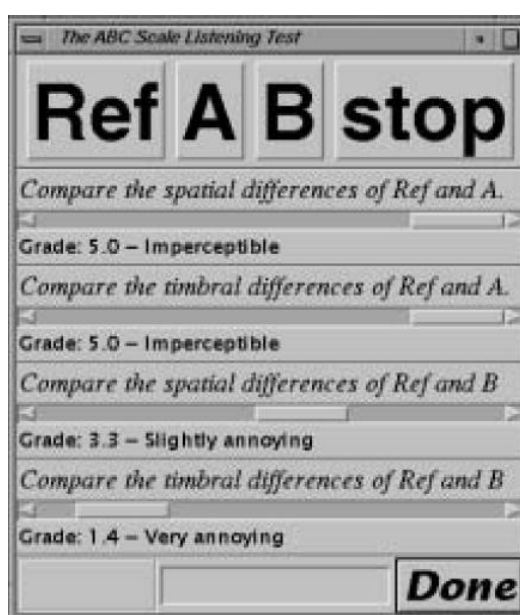 The ABC Scale Listening Test
Ref A B stop
Compare the spatial differences of Ref and A.
Grade: 5.0 – Imperceptible
Compare the timbral differences of Ref and A.
Grade: 5.0 – Imperceptible
Compare the spatial differences of Ref and B
Grade: 3.3 – Slightly annoying
Compare the timbral differences of Ref and B
Grade: 1.4 – Very annoying
Done